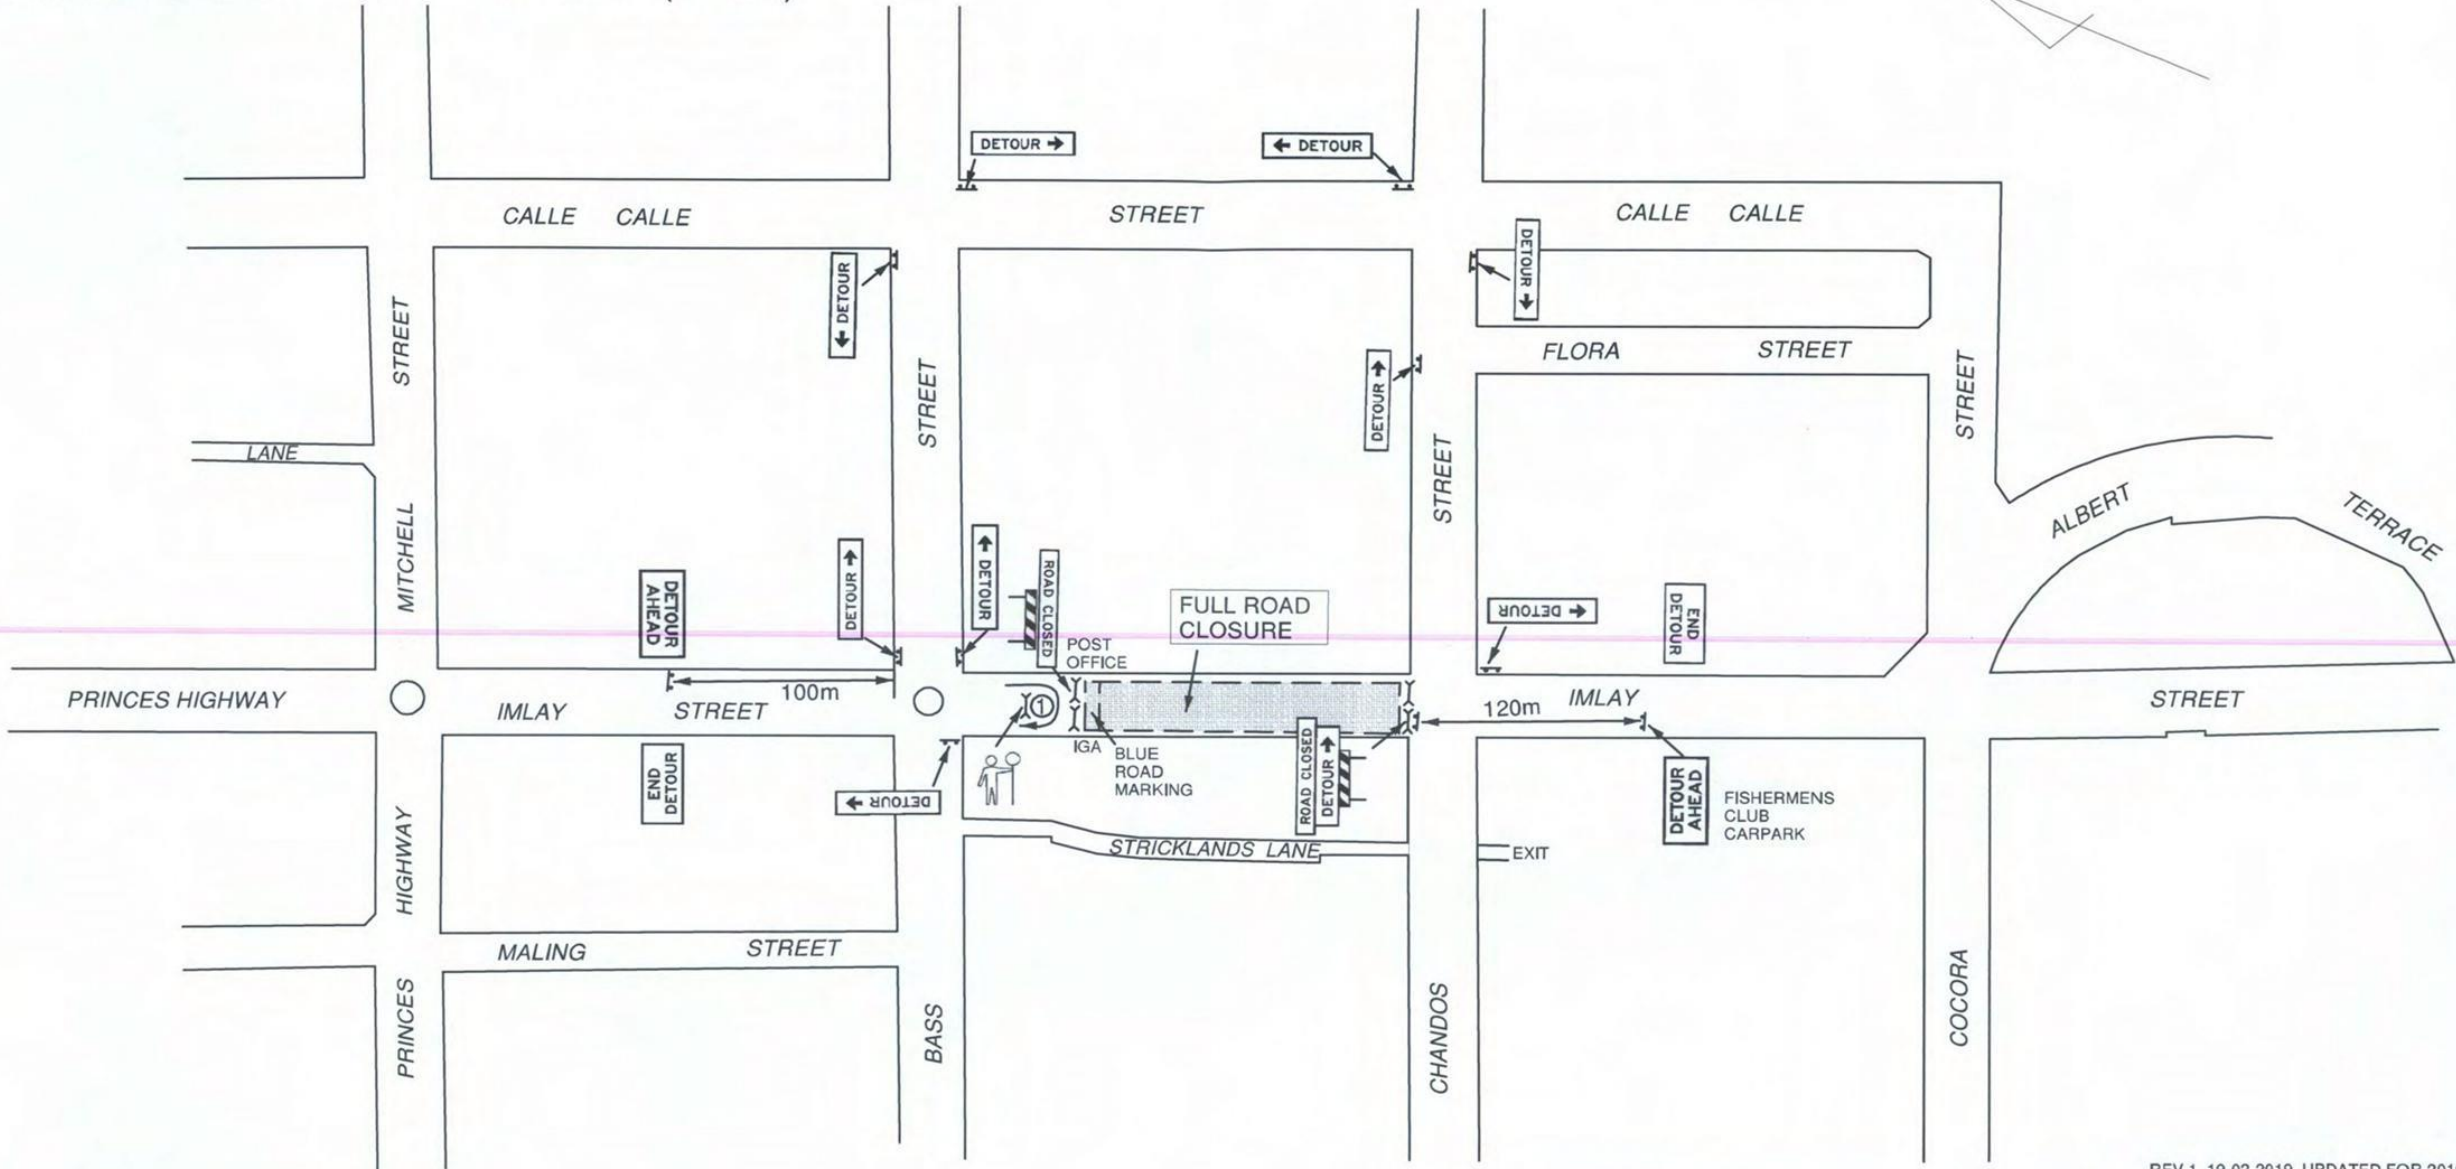 DETOUR →
← DETOUR
CALLE CALLE
STREET
CALLE CALLE
← DETOUR
DETOUR →
STREET
STREET
FLORA STREET
DETOUR →
STREET
LANE
STREET
ALBERT TERRACE
MITCHELL
DETOUR
AHEAD
DETOUR →
← DETOUR
ROAD CLOSED
POST
OFFICE
FULL ROAD
CLOSURE
DETOUR →
END
DETOUR
PRINCES HIGHWAY
IMLAY STREET
100m
1
120m
IMLAY
STREET
IGA
BLUE
ROAD
MARKING
END
DETOUR
DETOUR →
ROAD CLOSED
DETOUR →
DETOUR
AHEAD
FISHERMENS
CLUB
CARPARK
HIGHWAY
STRICKLANDS LANE
EXIT
MALING STREET
PRINCES
BASS
CHANDOS
COCORA